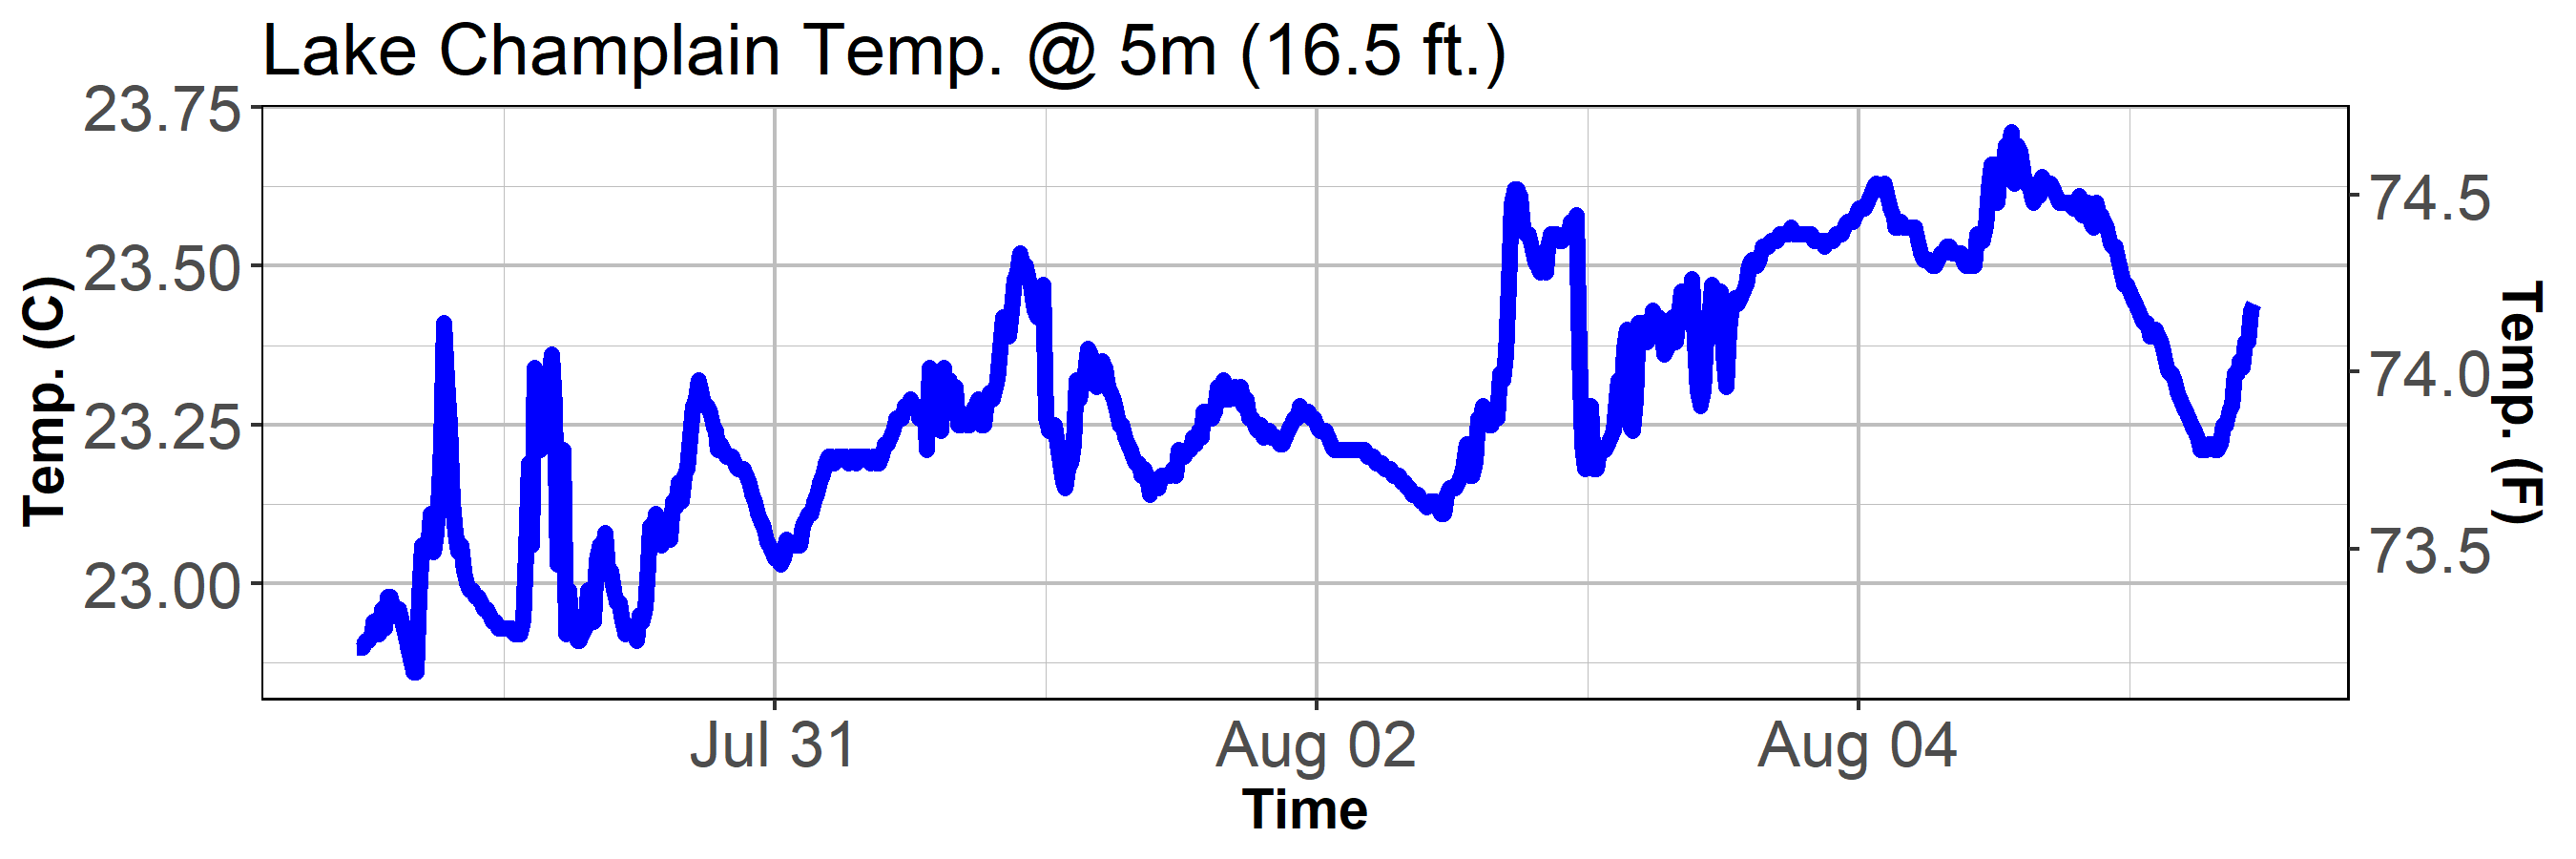 Lake Champlain Temp. @ 5m (16.5 ft.)
23.75
23.50
23.25
23.00
Temp. (C)
74.5
74.0
73.5
Temp. (F)
Jul 31
Aug 02
Aug 04
Time